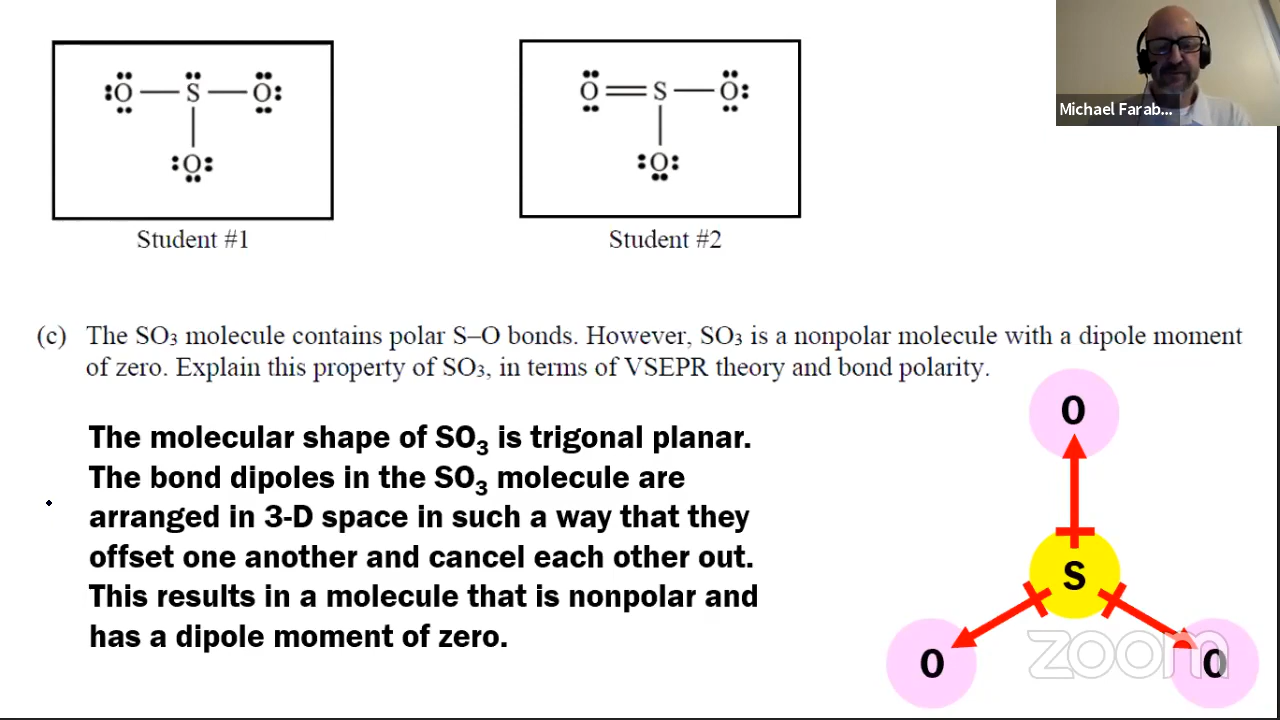 :O — S — O:
O = S — O:
:O:
:O:
Michael Farab...
Student #1
Student #2
(c) The SO₃ molecule contains polar S–O bonds. However, SO₃ is a nonpolar molecule with a dipole moment
of zero. Explain this property of SO₃, in terms of VSEPR theory and bond polarity.
The molecular shape of SO₃ is trigonal planar.
The bond dipoles in the SO₃ molecule are
arranged in 3-D space in such a way that they
offset one another and cancel each other out.
This results in a molecule that is nonpolar and
has a dipole moment of zero.
O
S
O
O
zoom